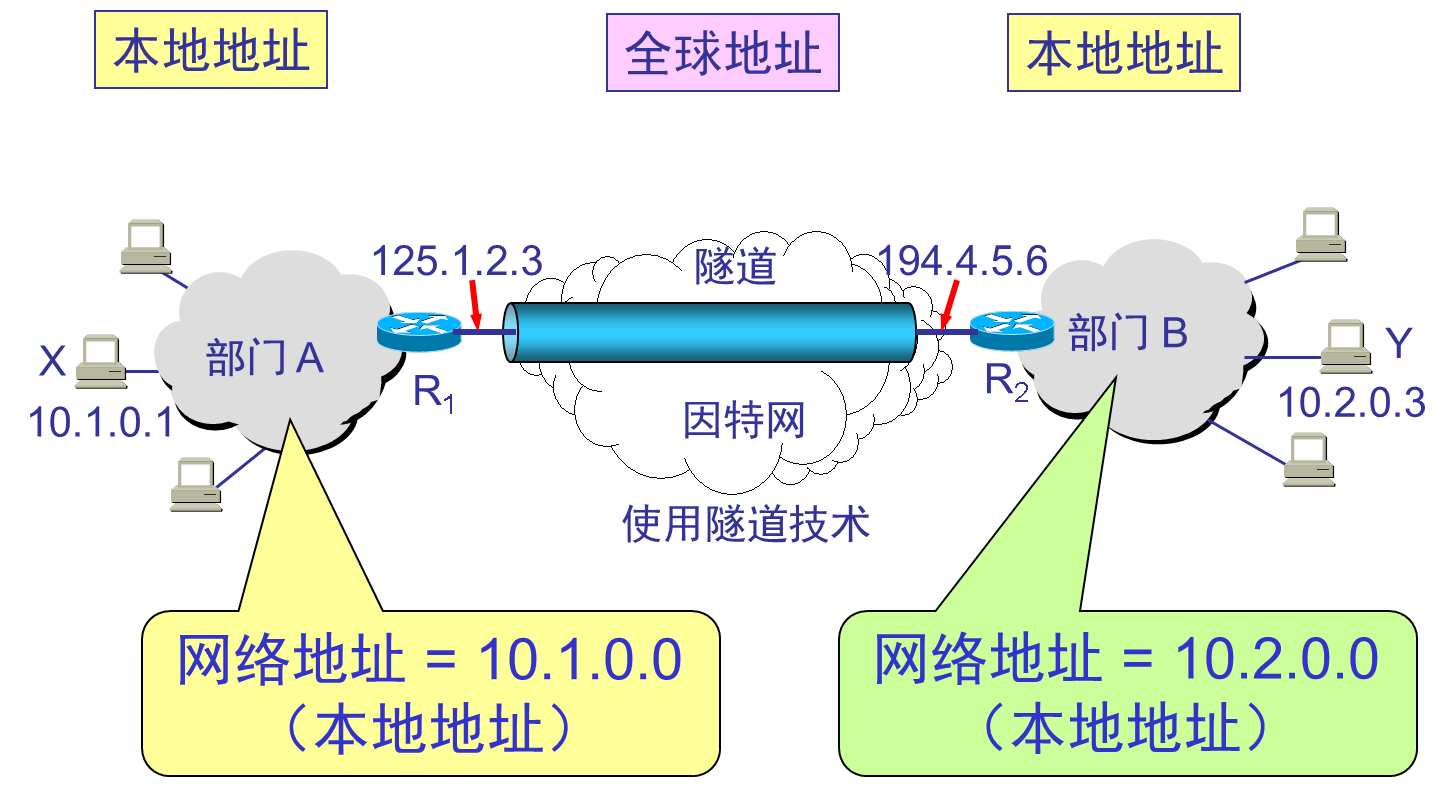 本地地址
全球地址
本地地址
125.1.2.3
隧道
194.4.5.6
X
部门 A
R1
R2
部门 B
Y
10.1.0.1
因特网
10.2.0.3
使用隧道技术
网络地址 = 10.1.0.0
（本地地址）
网络地址 = 10.2.0.0
（本地地址）